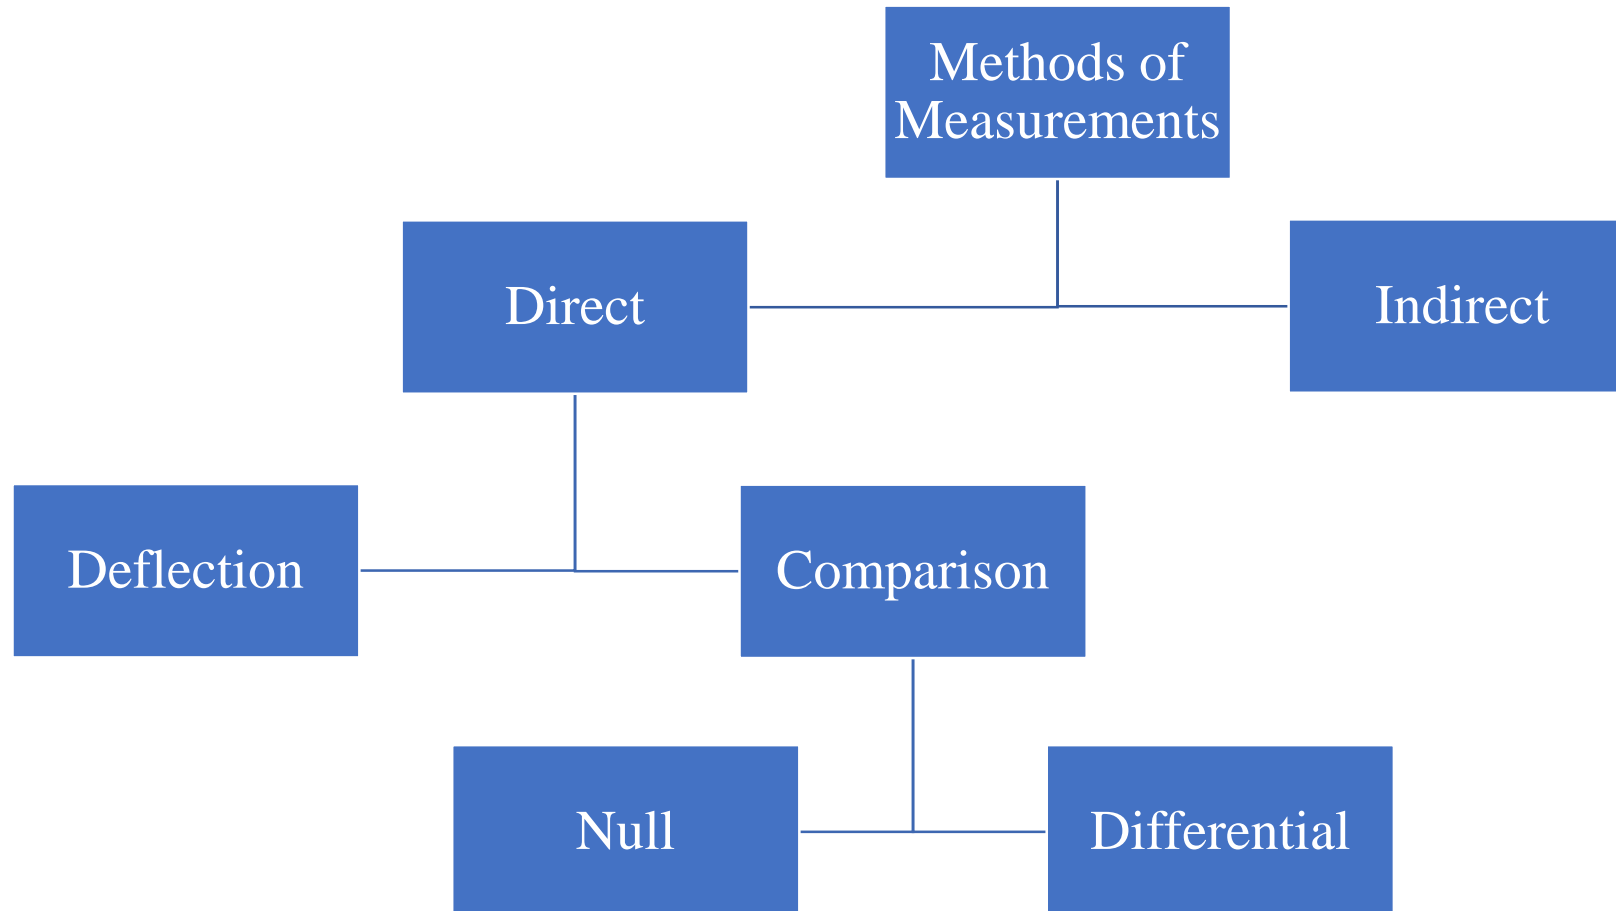 Methods of
Measurements
Direct
Indirect
Deflection
Comparison
Null
Differential